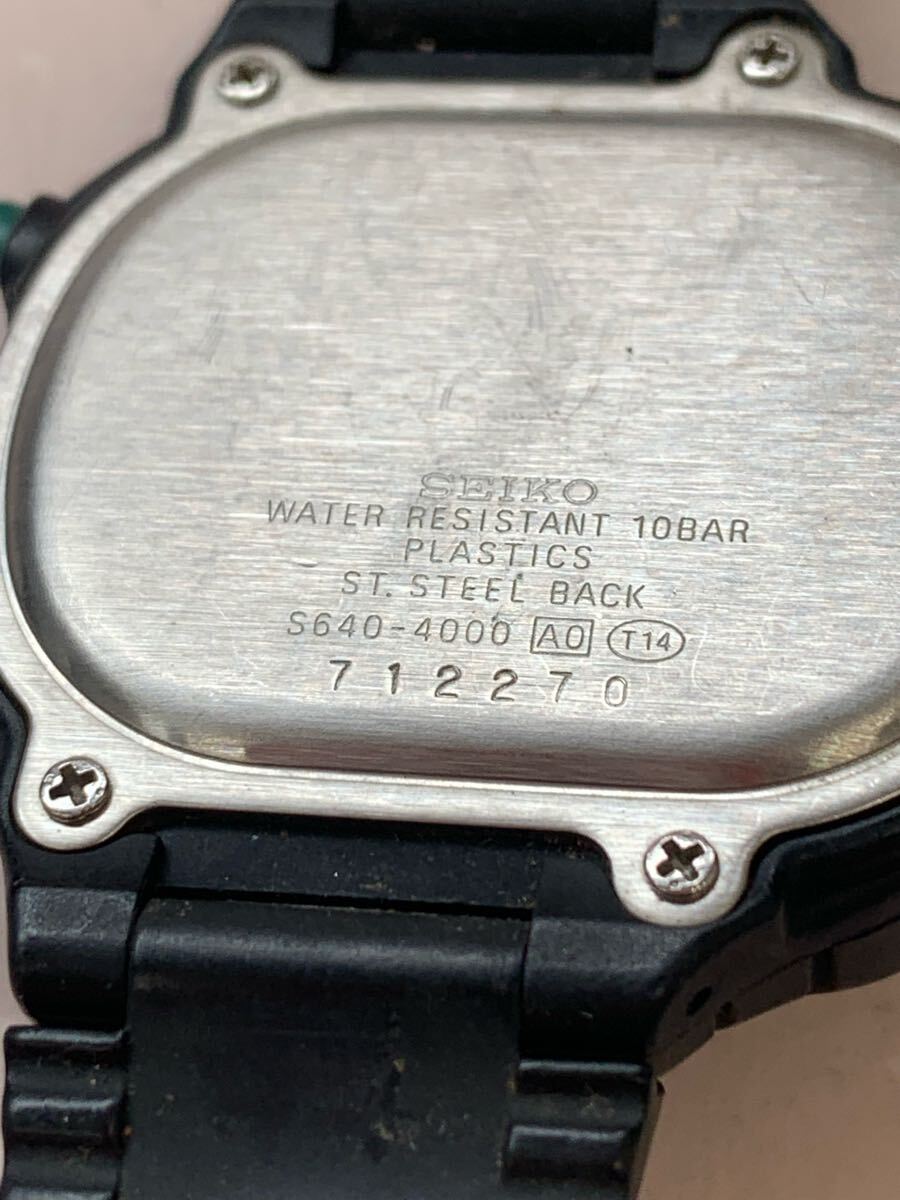 SEIKO
WATER RESISTANT 10BAR
PLASTICS
ST. STEEL BACK
S640-4000 A0 T14
712270